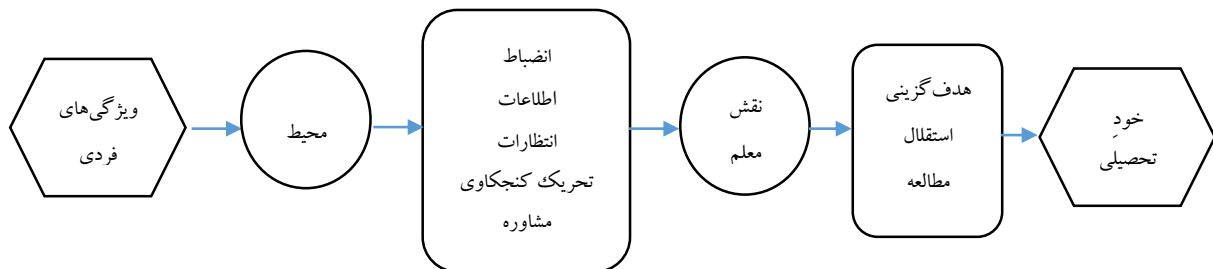 ویژگی‌های
فردی
محیط
انضباط
اطلاعات
انتظارات
تحریک کنجکاوی
مشاوره
نقش
معلم
هدف‌گزینی
استقلال
مطالعه
خودِ
تحصیلی